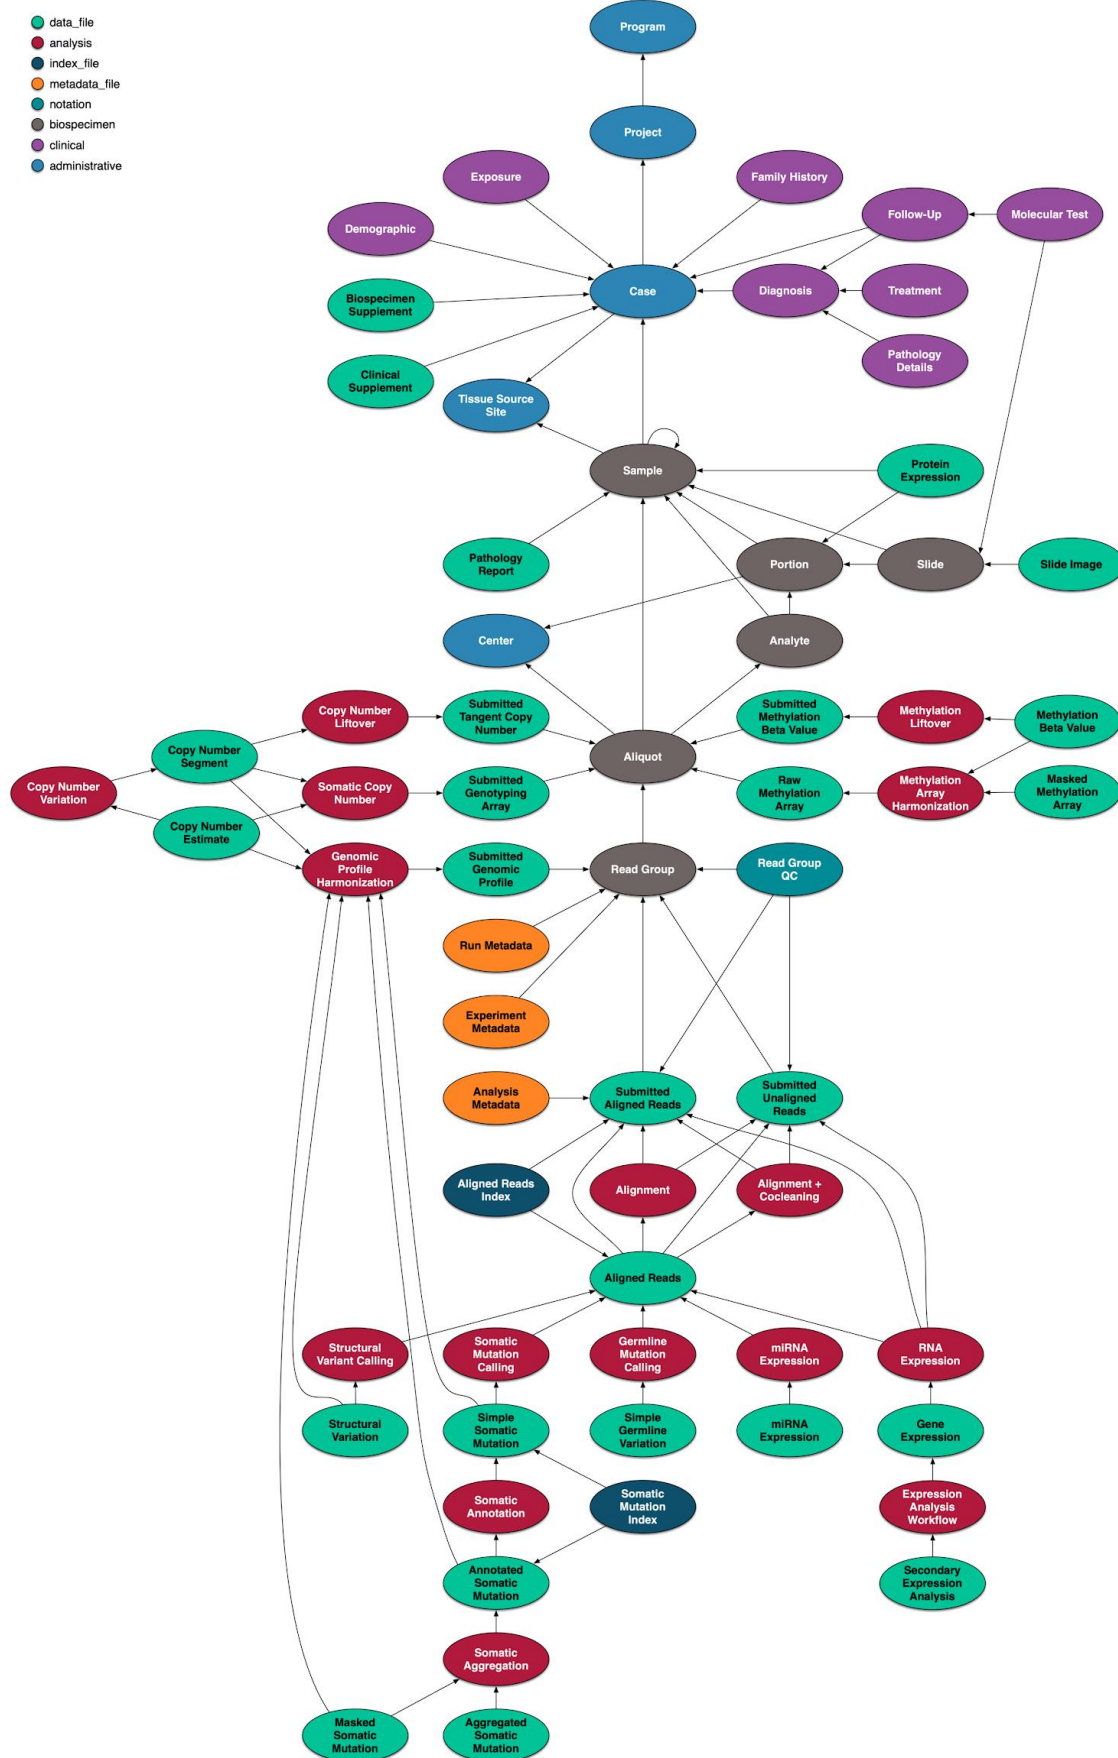 data_file
analysis
index_file
metadata_file
notation
biospecimen
clinical
administrative
Program
Project
Exposure
Family History
Demographic
Follow-Up
Molecular Test
Biospecimen
Supplement
Case
Diagnosis
Treatment
Clinical
Supplement
Pathology
Details
Tissue Source
Site
Sample
Protein
Expression
Pathology
Report
Portion
Slide
Slide Image
Center
Analyte
Copy Number
Liftover
Submitted
Tangent Copy
Number
Submitted
Methylation
Beta Value
Methylation
Liftover
Methylation
Beta Value
Copy Number
Segment
Aliquot
Copy Number
Variation
Somatic Copy
Number
Submitted
Genotyping
Array
Raw
Methylation
Array
Methylation
Array
Harmonization
Masked
Methylation
Array
Copy Number
Estimate
Genomic
Profile
Harmonization
Submitted
Genomic
Profile
Read Group
Read Group
QC
Run Metadata
Experiment
Metadata
Analysis
Metadata
Submitted
Aligned Reads
Submitted
Unaligned
Reads
Aligned Reads
Index
Alignment
Alignment +
Cocleaning
Aligned Reads
Structural
Variant Calling
Somatic
Mutation
Calling
Germline
Mutation
Calling
miRNA
Expression
RNA
Expression
Structural
Variation
Simple
Somatic
Mutation
Simple
Germline
Variation
miRNA
Expression
Gene
Expression
Somatic
Annotation
Somatic
Mutation
Index
Expression
Analysis
Workflow
Annotated
Somatic
Mutation
Secondary
Expression
Analysis
Somatic
Aggregation
Masked
Somatic
Mutation
Aggregated
Somatic
Mutation